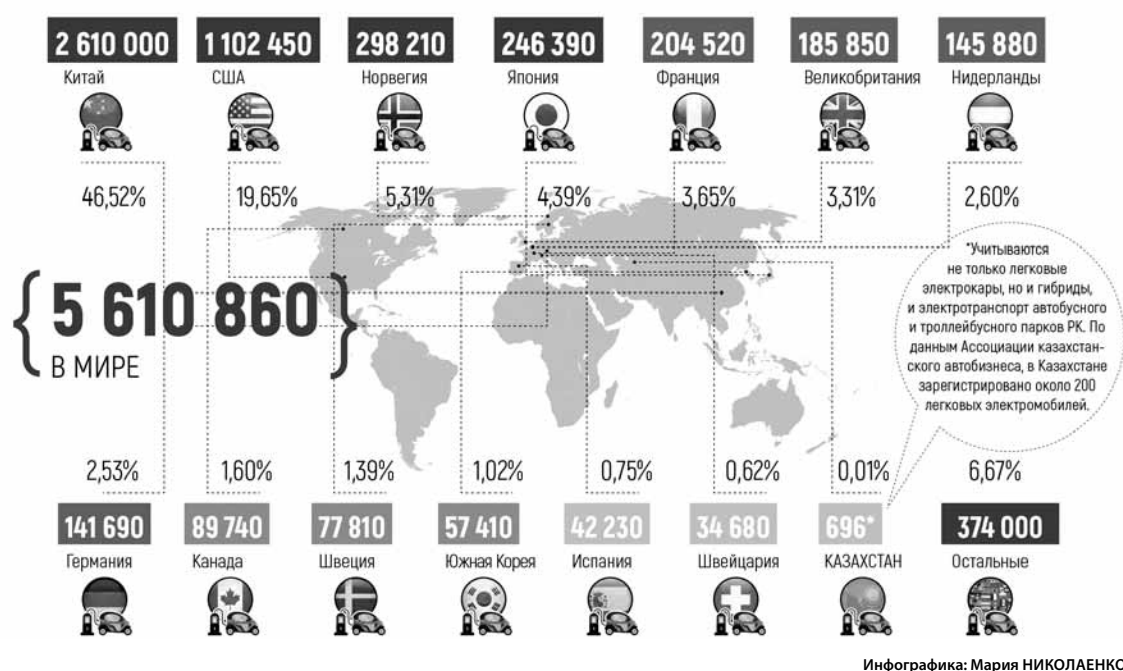 2 610 000 1 102 450 298 210 246 390 204 520 185 850 145 880
Китай США Норвегия Япония Франция Великобритания Нидерланды
46,52% 19,65% 5,31% 4,39% 3,65% 3,31% 2,60%
{ 5 610 860 }
В МИРЕ
*Учитываются
не только легковые
электрокары, но и гибриды,
и электротранспорт автобусного
и троллейбусного парков РК. По
данным Ассоциации казахстан-
ского автобизнеса, в Казахстане
зарегистрировано около 200
легковых электромобилей.
2,53% 1,60% 1,39% 1,02% 0,75% 0,62% 0,01% 6,67%
141 690 89 740 77 810 57 410 42 230 34 680 696* 374 000
Германия Канада Швеция Южная Корея Испания Швейцария КАЗАХСТАН Остальные
Инфографика: Мария НИКОЛАЕНКО